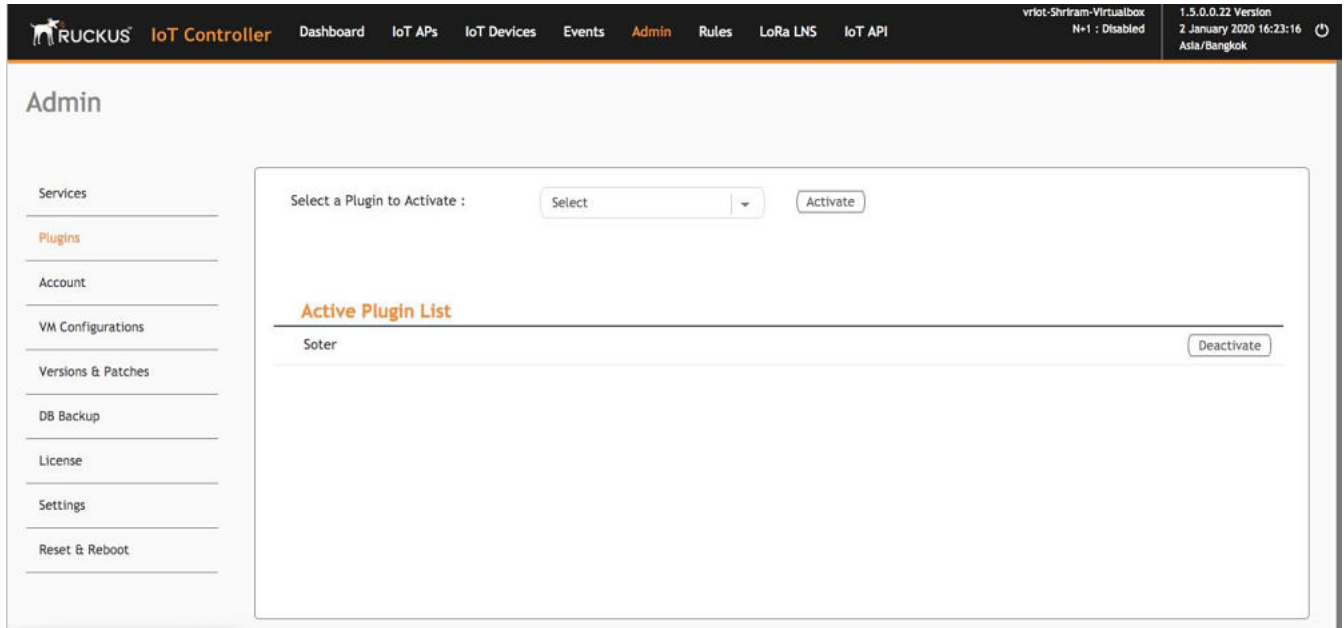 RUCKUS IoT Controller Dashboard IoT APs IoT Devices Events Admin Rules LoRa LNS IoT API
vriot-Shriram-Virtualbox
N+1 : Disabled
1.5.0.0.22 Version
2 January 2020 16:23:16
Asia/Bangkok
Admin
Services
Plugins
Account
VM Configurations
Versions & Patches
DB Backup
License
Settings
Reset & Reboot
Select a Plugin to Activate : Select Activate
Active Plugin List
Soter Deactivate